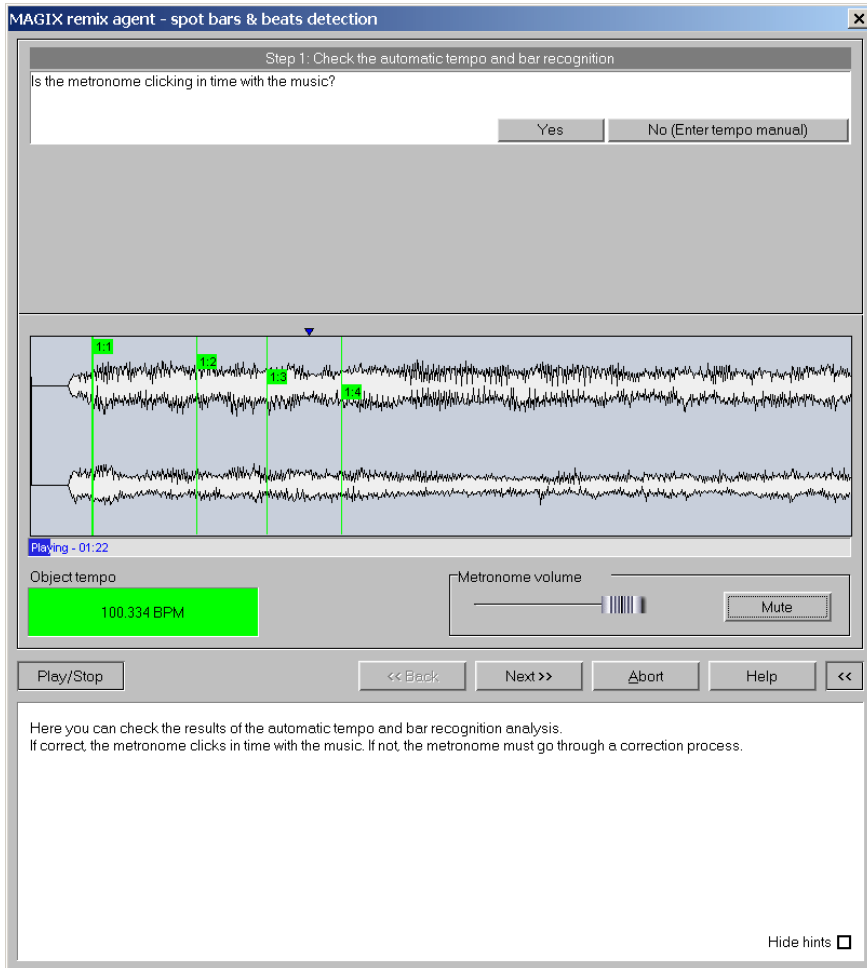 MAGIX remix agent - spot bars & beats detection
Step 1: Check the automatic tempo and bar recognition
Is the metronome clicking in time with the music?
Yes No (Enter tempo manual)
1:1
1:2
1:3
1:4
Playing - 01:22
Object tempo Metronome volume
100.334 BPM Mute
Play/Stop << Back Next >> Abort Help <<
Here you can check the results of the automatic tempo and bar recognition analysis.
If correct, the metronome clicks in time with the music. If not, the metronome must go through a correction process.
Hide hints